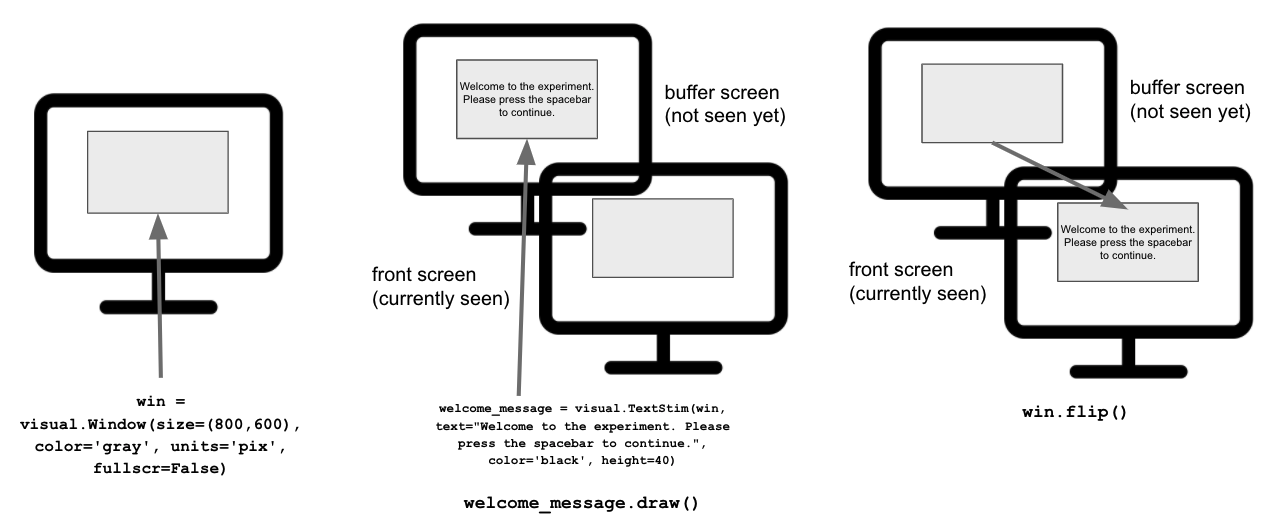 win =
visual.Window(size=(800,600),
color='gray', units='pix',
fullscr=False)
Welcome to the experiment.
Please press the spacebar
to continue.
buffer screen
(not seen yet)
front screen
(currently seen)
welcome_message = visual.TextStim(win,
text="Welcome to the experiment. Please
press the spacebar to continue.",
color='black', height=40)
welcome_message.draw()
buffer screen
(not seen yet)
front screen
(currently seen)
Welcome to the experiment.
Please press the spacebar
to continue.
win.flip()